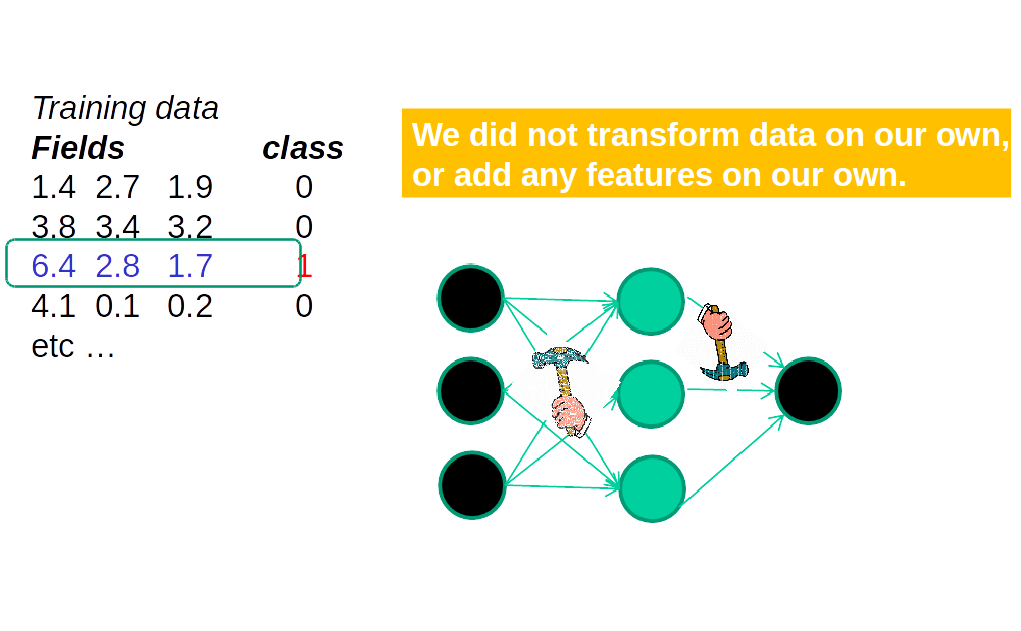 Training data
Fields class
1.4 2.7 1.9 0
3.8 3.4 3.2 0
6.4 2.8 1.7 1
4.1 0.1 0.2 0
etc …
We did not transform data on our own,
or add any features on our own.